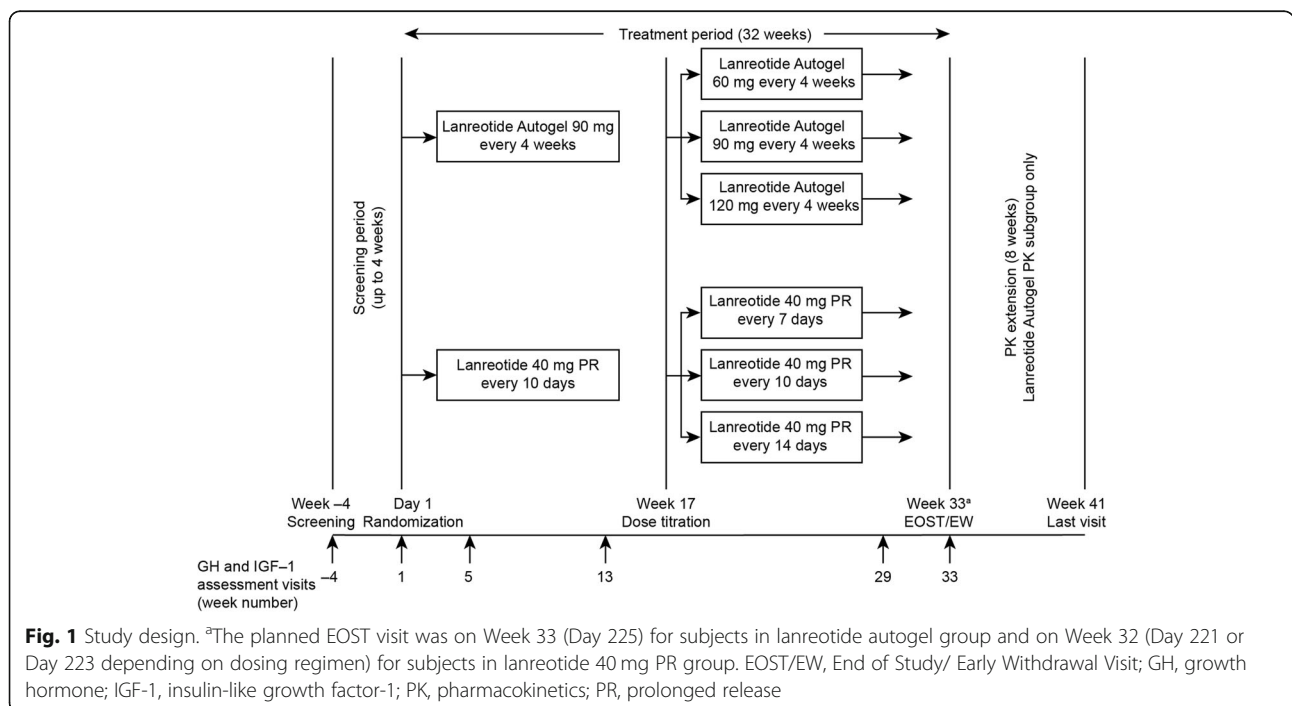 Treatment period (32 weeks)
Lanreotide Autogel
60 mg every 4 weeks
Lanreotide Autogel 90 mg
every 4 weeks
Lanreotide Autogel
90 mg every 4 weeks
Lanreotide Autogel
120 mg every 4 weeks
Screening period
(up to 4 weeks)
PK extension (8 weeks)
Lanreotide Autogel PK subgroup only
Lanreotide 40 mg PR
every 7 days
Lanreotide 40 mg PR
every 10 days
Lanreotide 40 mg PR
every 10 days
Lanreotide 40 mg PR
every 14 days
Week –4
Screening
Day 1
Randomization
Week 17
Dose titration
Week 33ª
EOST/EW
Week 41
Last visit
GH and IGF–1
assessment visits
(week number)
–4 1 5 13 29 33
Fig. 1 Study design. ªThe planned EOST visit was on Week 33 (Day 225) for subjects in lanreotide autogel group and on Week 32 (Day 221 or
Day 223 depending on dosing regimen) for subjects in lanreotide 40 mg PR group. EOST/EW, End of Study/ Early Withdrawal Visit; GH, growth
hormone; IGF-1, insulin-like growth factor-1; PK, pharmacokinetics; PR, prolonged release